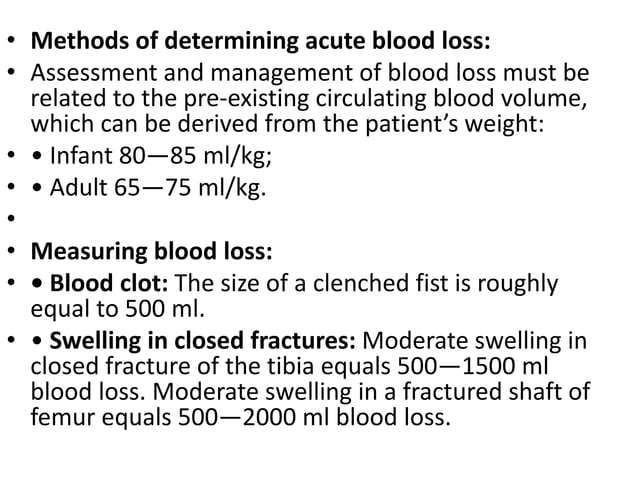 • Methods of determining acute blood loss:
• Assessment and management of blood loss must be
related to the pre-existing circulating blood volume,
which can be derived from the patient’s weight:
• • Infant 80—85 ml/kg;
• • Adult 65—75 ml/kg.
•
• Measuring blood loss:
• • Blood clot: The size of a clenched fist is roughly
equal to 500 ml.
• • Swelling in closed fractures: Moderate swelling in
closed fracture of the tibia equals 500—1500 ml
blood loss. Moderate swelling in a fractured shaft of
femur equals 500—2000 ml blood loss.